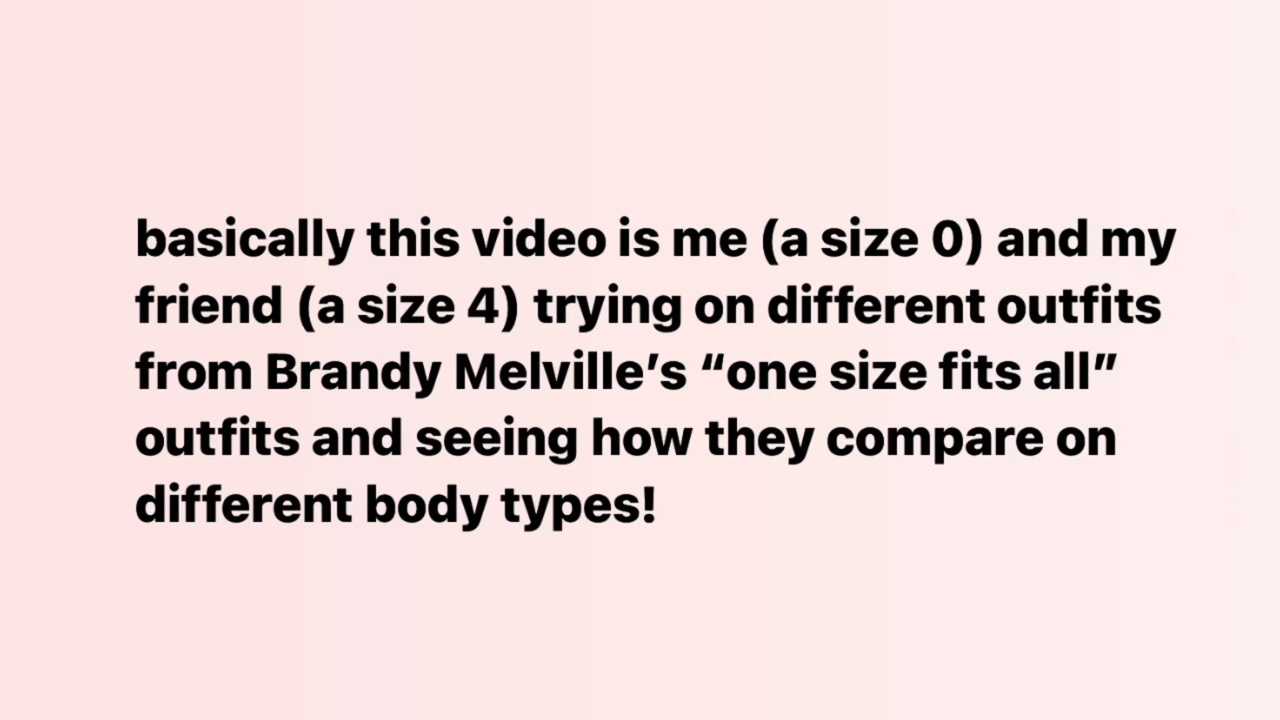 basically this video is me (a size 0) and my
friend (a size 4) trying on different outfits
from Brandy Melville’s “one size fits all”
outfits and seeing how they compare on
different body types!